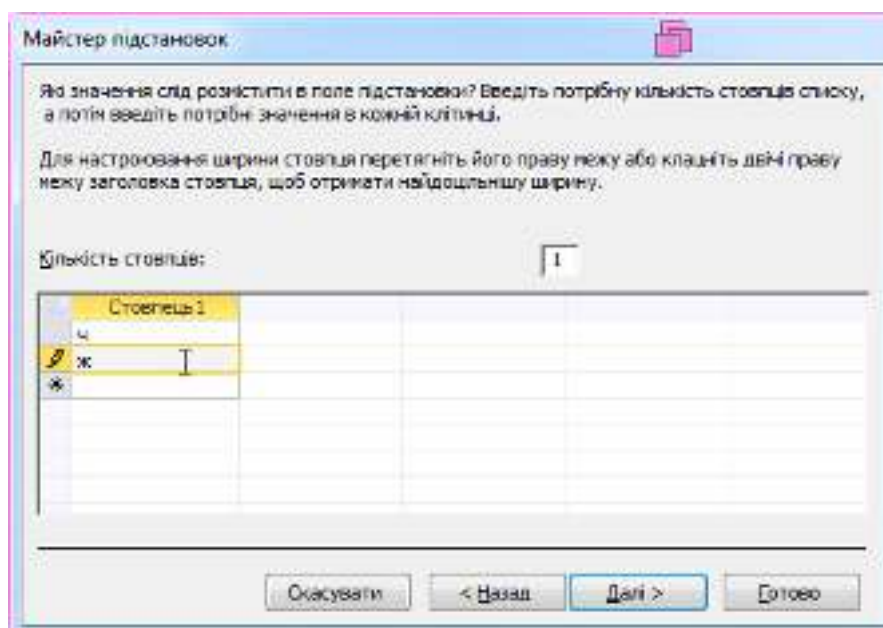 Майстер підстановок
Які значення слід розмістити в поле підстановки? Введіть потрібну кількість стовпців списку,
а потім введіть потрібні значення в кожній клітинці.
Для настроювання ширини стовпця перетягніть його праву межу або клацніть двічі праву
межу заголовка стовпця, щоб отримати найдоцільнішу ширину.
Кількість стовпців: 1
Стовпець 1
ч
ж
Скасувати < Назад Далі > Готово